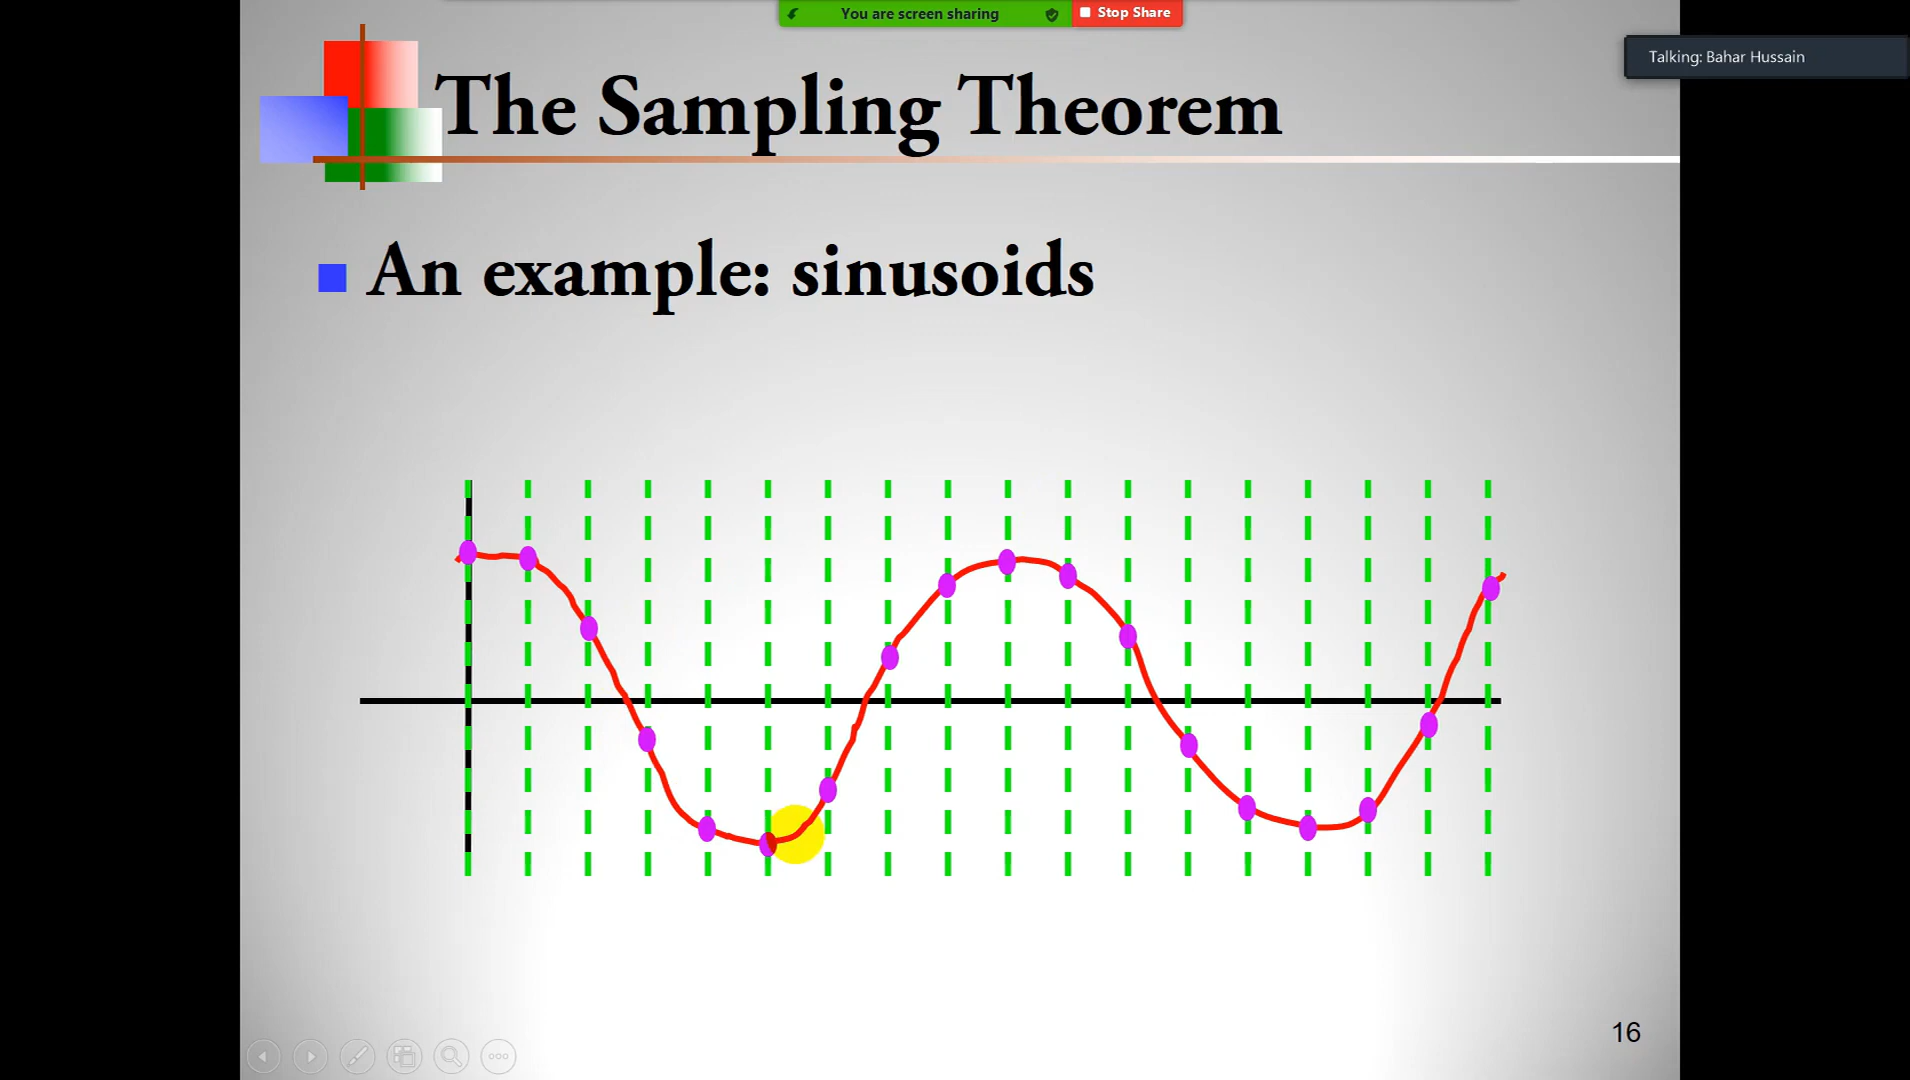 You are screen sharing
Stop Share
Talking: Bahar Hussain
The Sampling Theorem
An example: sinusoids
16